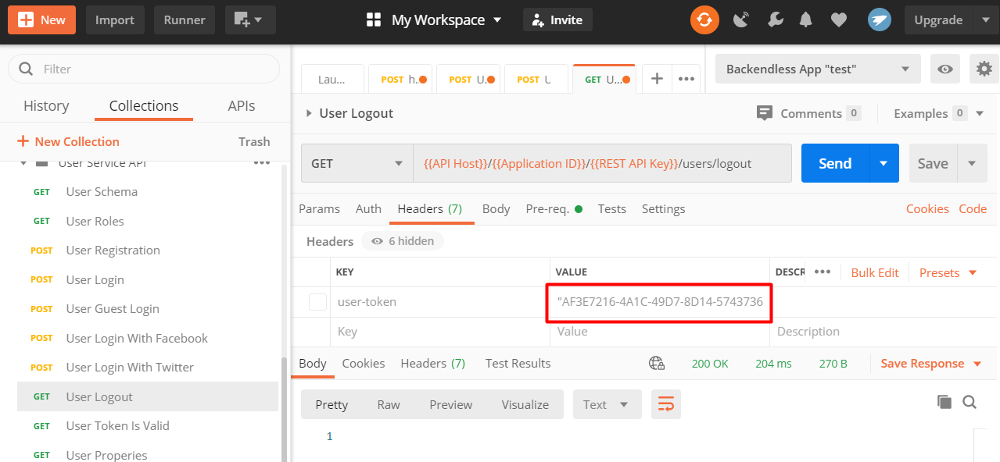 New
Import
Runner
My Workspace
Invite
Upgrade
Filter
History
Collections
APIs
New Collection
Trash
User Service API
GET User Schema
GET User Roles
POST User Registration
POST User Login
POST User Guest Login
POST User Login With Facebook
POST User Login With Twitter
GET User Logout
GET User Token Is Valid
GET User Properies
Lau...
POST h.
POST U.
POST U
GET U...
Backendless App "test"
User Logout
Comments 0
Examples 0
GET
{{API Host}}/{{Application ID}}/{{REST API Key}}/users/logout
Send
Save
Params
Auth
Headers (7)
Body
Pre-req.
Tests
Settings
Cookies
Code
Headers
6 hidden
KEY
VALUE
DESCR
Bulk Edit
Presets
user-token
"AF3E7216-4A1C-49D7-8D14-5743736
Key
Value
Description
Body
Cookies
Headers (7)
Test Results
200 OK
204 ms
270 B
Save Response
Pretty
Raw
Preview
Visualize
Text
1